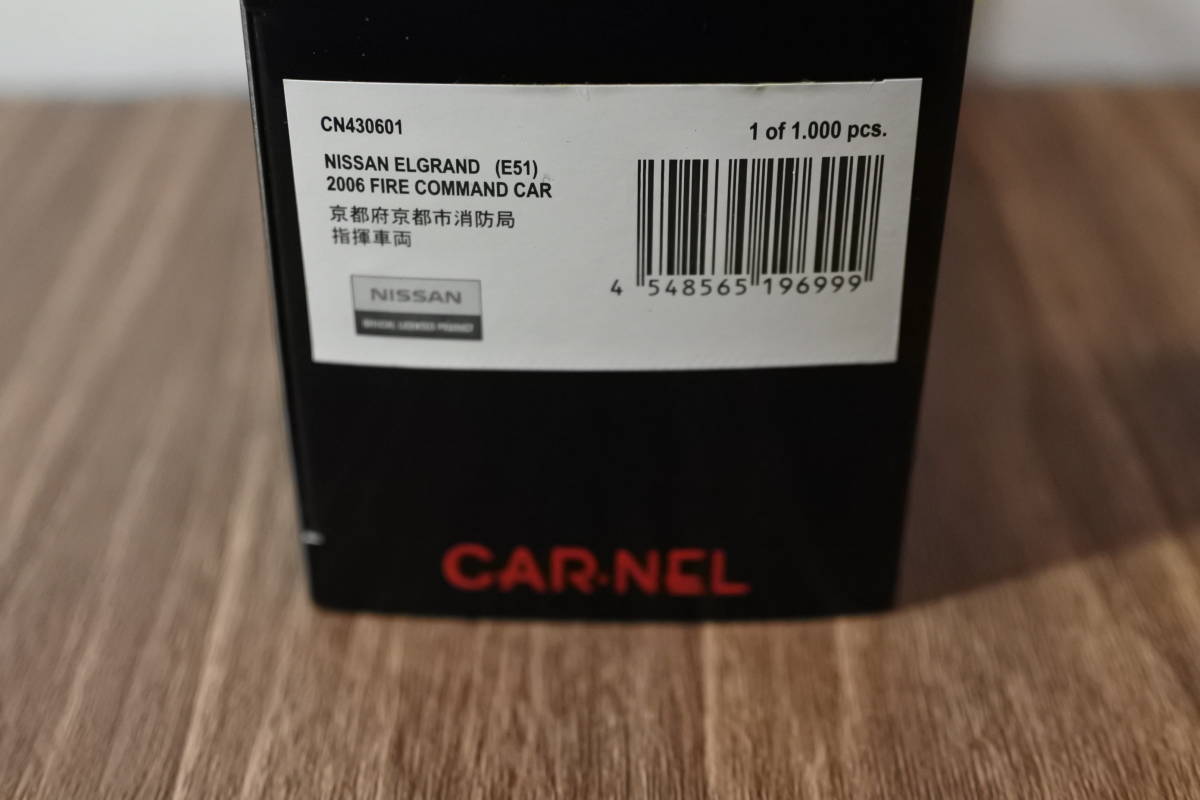 CN430601
1 of 1.000 pcs.
NISSAN ELGRAND (E51)
2006 FIRE COMMAND CAR
京都府京都市消防局
指揮車両
NISSAN
4 548565 196999
CAR·NEL